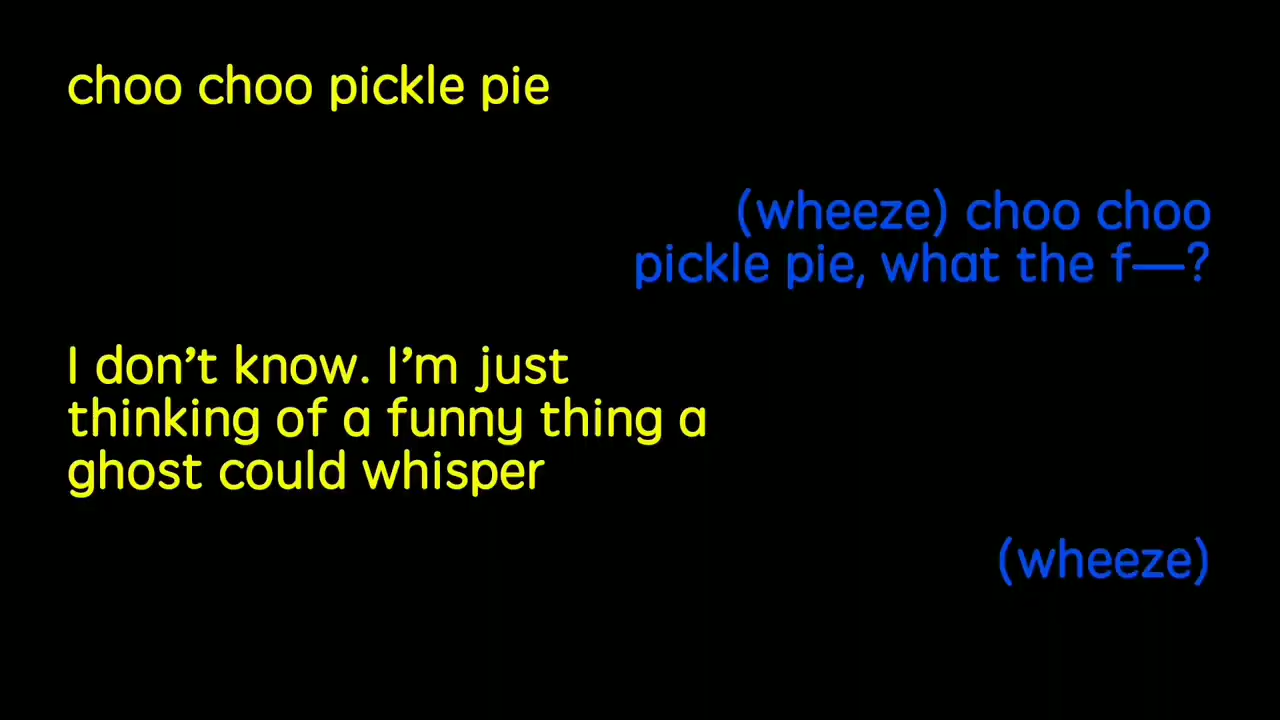 choo choo pickle pie
(wheeze) choo choo
pickle pie, what the f—?
I don’t know. I’m just
thinking of a funny thing a
ghost could whisper
(wheeze)